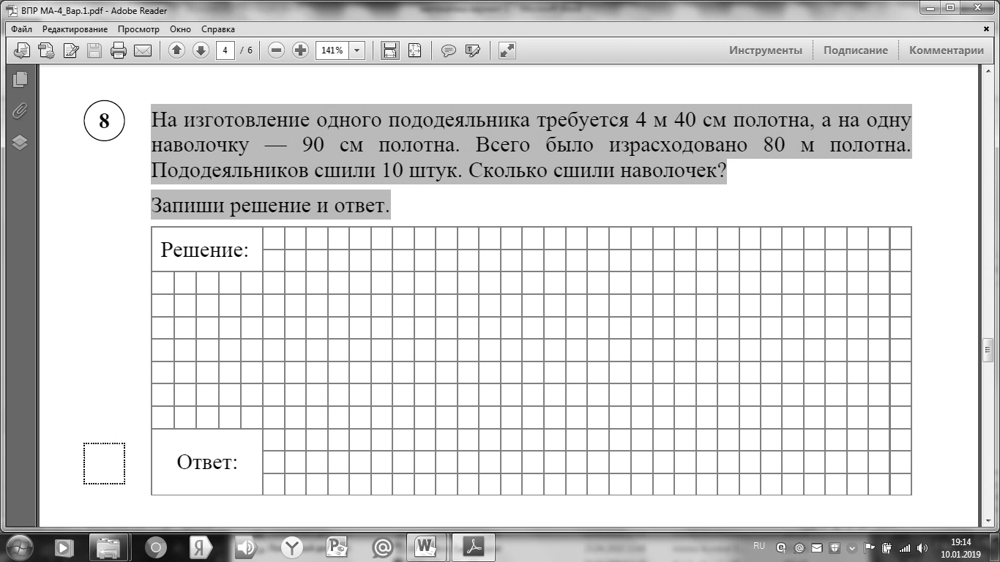 ВПР МА-4_Вар.1.pdf - Adobe Reader
Файл Редактирование Просмотр Окно Справка
4 / 6 141% Инструменты Подписание Комментарии
8 На изготовление одного пододеяльника требуется 4 м 40 см полотна, а на одну
наволочку — 90 см полотна. Всего было израсходовано 80 м полотна.
Пододеяльников сшили 10 штук. Сколько сшили наволочек?
Запиши решение и ответ.
Решение:
Ответ:
RU 19:14
10.01.2019